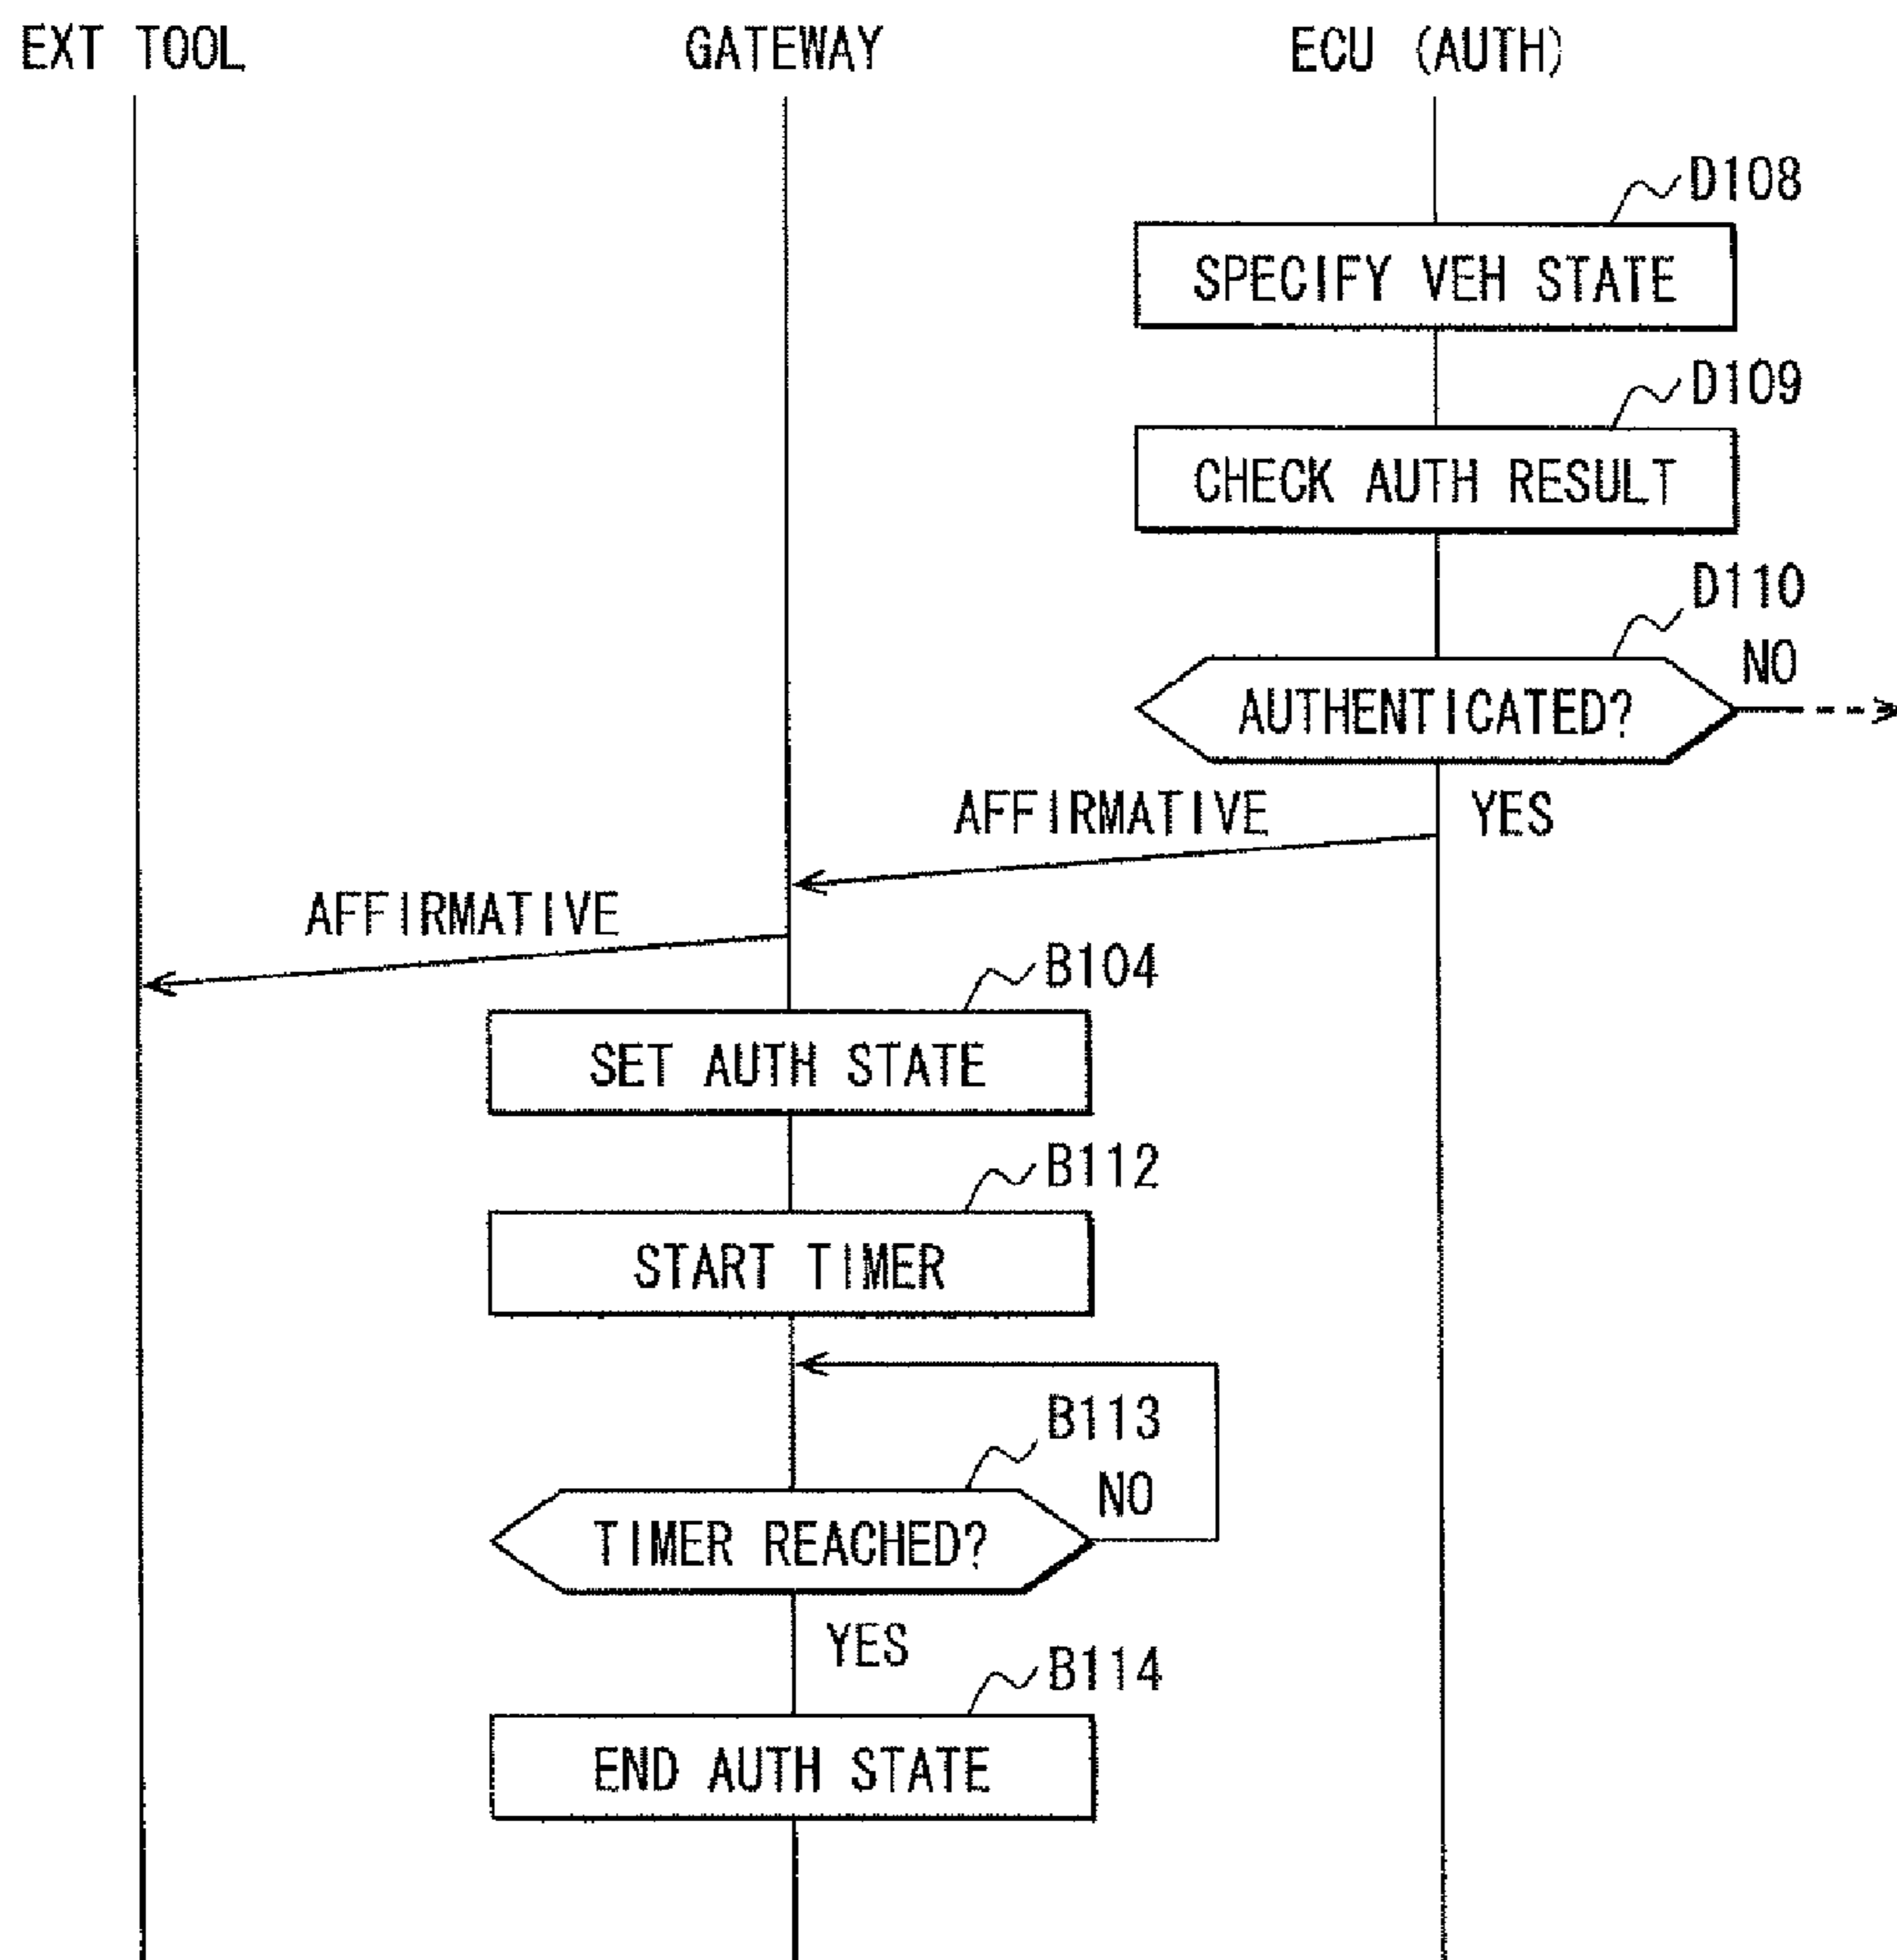 EXT TOOL
GATEWAY
ECU (AUTH)
D108
SPECIFY VEH STATE
D109
CHECK AUTH RESULT
D110
NO
AUTHENTICATED?
AFFIRMATIVE
YES
AFFIRMATIVE
B104
SET AUTH STATE
B112
START TIMER
B113
NO
TIMER REACHED?
YES
B114
END AUTH STATE